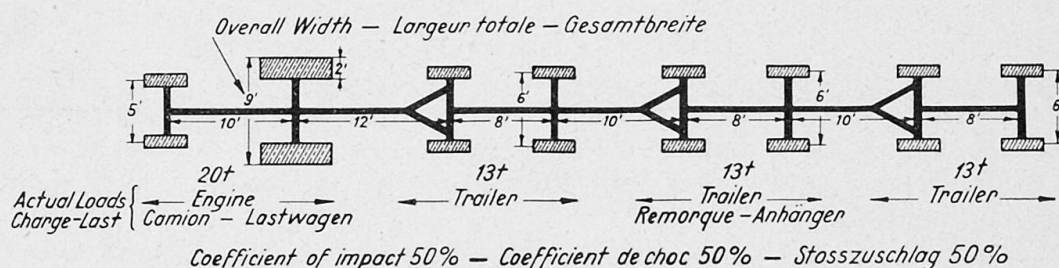 Overall Width — Largeur totale — Gesamtbreite
5' 9' 2' 6' 6' 6'
10' 12' 8' 10' 8' 10' 8'
20t 13t 13t 13t
Actual Loads { Engine Trailer Trailer Trailer
Charge-Last Camion – Lastwagen Remorque – Anhänger
Coefficient of impact 50% — Coefficient de choc 50% — Stosszuschlag 50%